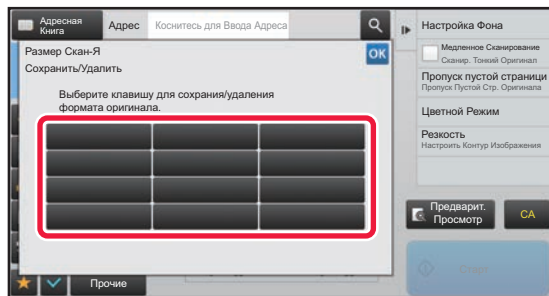 Адресная
Книга
Адрес
Коснитесь для Ввода Адреса
Настройка Фона
Размер Скан-Я
OK
Медленное Сканирование
Сканир. Тонкий Оригинал
Сохранить/Удалить
Пропуск пустой страници
Пропуск Пустой Стр. Оригинала
Выберите клавишу для сохрания/удаления
формата оригинала.
Цветной Режим
Резкость
Настроить Контур Изображения
Предварит.
Просмотр
CA
Прочие